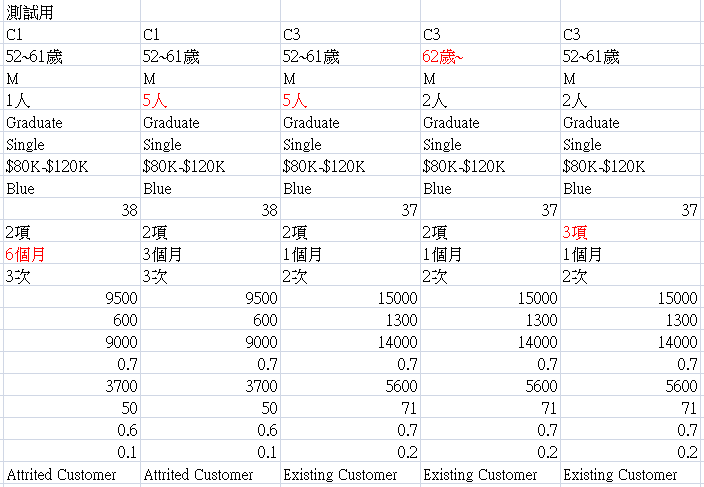 測試用
C1 C1 C3 C3 C3
52~61歲 52~61歲 52~61歲 62歲~ 52~61歲
M M M M M
1人 5人 5人 2人 2人
Graduate Graduate Graduate Graduate Graduate
Single Single Single Single Single
$80K-$120K $80K-$120K $80K-$120K $80K-$120K $80K-$120K
Blue Blue Blue Blue Blue
38 38 37 37 37
2項 2項 2項 2項 3項
6個月 3個月 1個月 1個月 1個月
3次 3次 2次 2次 2次
9500 9500 15000 15000 15000
600 600 1300 1300 1300
9000 9000 14000 14000 14000
0.7 0.7 0.7 0.7 0.7
3700 3700 5600 5600 5600
50 50 71 71 71
0.6 0.6 0.7 0.7 0.7
0.1 0.1 0.2 0.2 0.2
Attrited Customer Attrited Customer Existing Customer Existing Customer Existing Customer